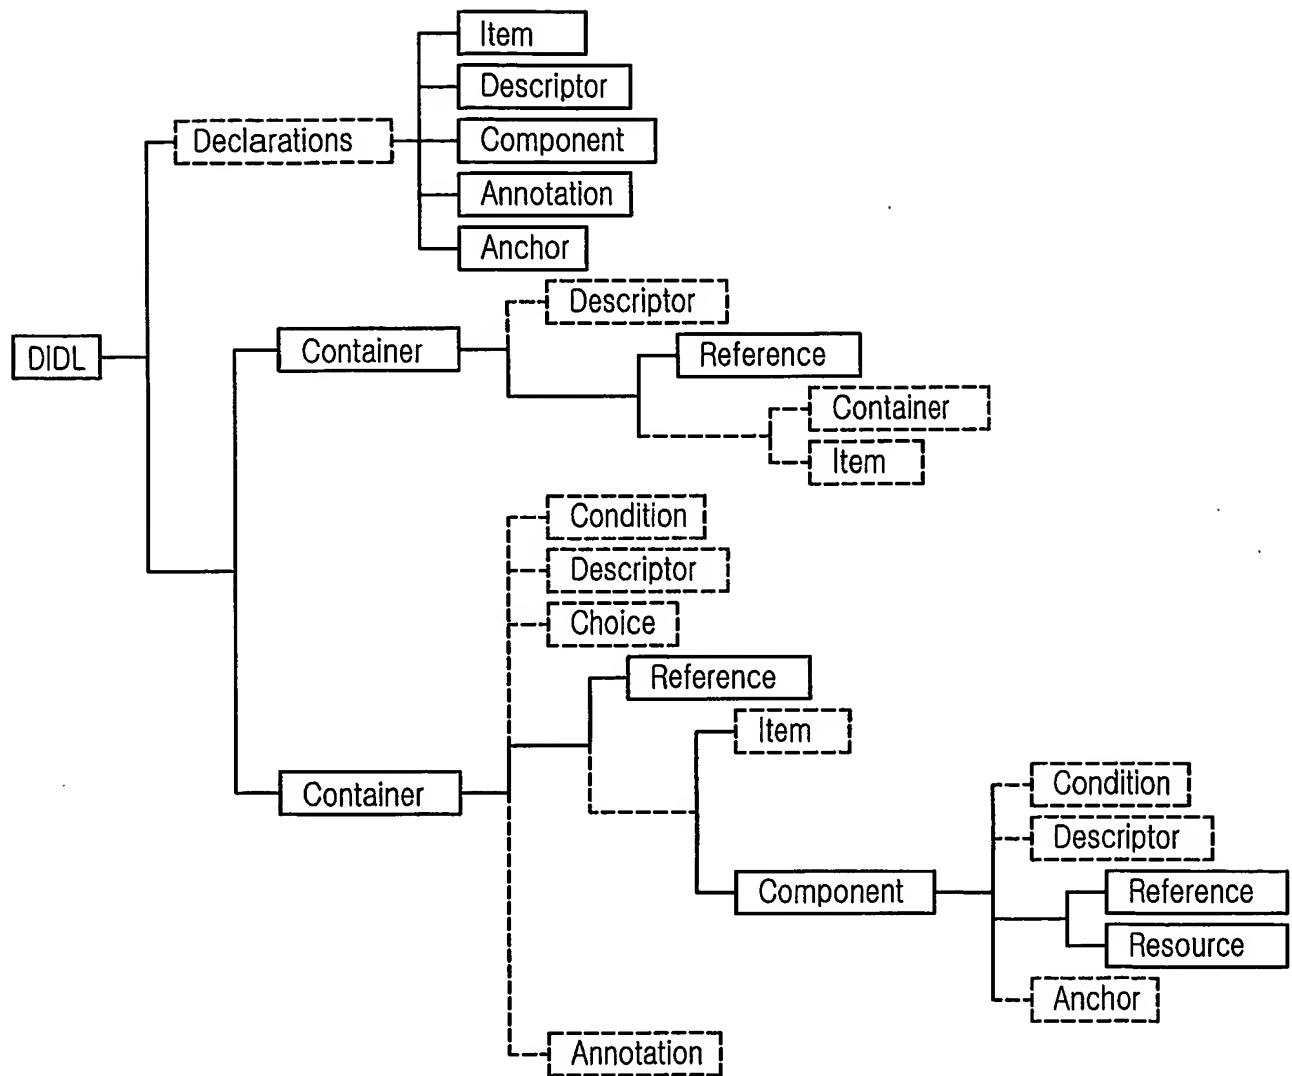 Item
Descriptor
Declarations
Component
Annotation
Anchor
Descriptor
DIDL
Container
Reference
Container
Item
Condition
Descriptor
Choice
Reference
Item
Container
Condition
Descriptor
Component
Reference
Resource
Anchor
Annotation